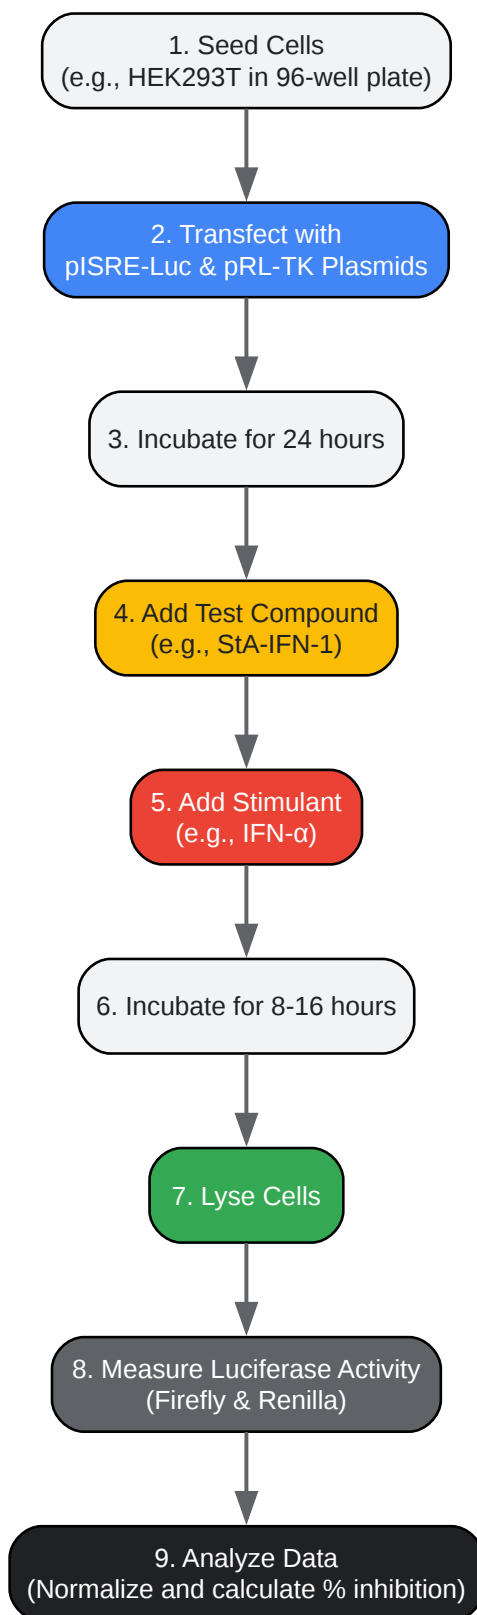 1. Seed Cells
(e.g., HEK293T in 96-well plate)
2. Transfect with
pISRE-Luc & pRL-TK Plasmids
3. Incubate for 24 hours
4. Add Test Compound
(e.g., StA-IFN-1)
5. Add Stimulant
(e.g., IFN-α)
6. Incubate for 8-16 hours
7. Lyse Cells
8. Measure Luciferase Activity
(Firefly & Renilla)
9. Analyze Data
(Normalize and calculate % inhibition)